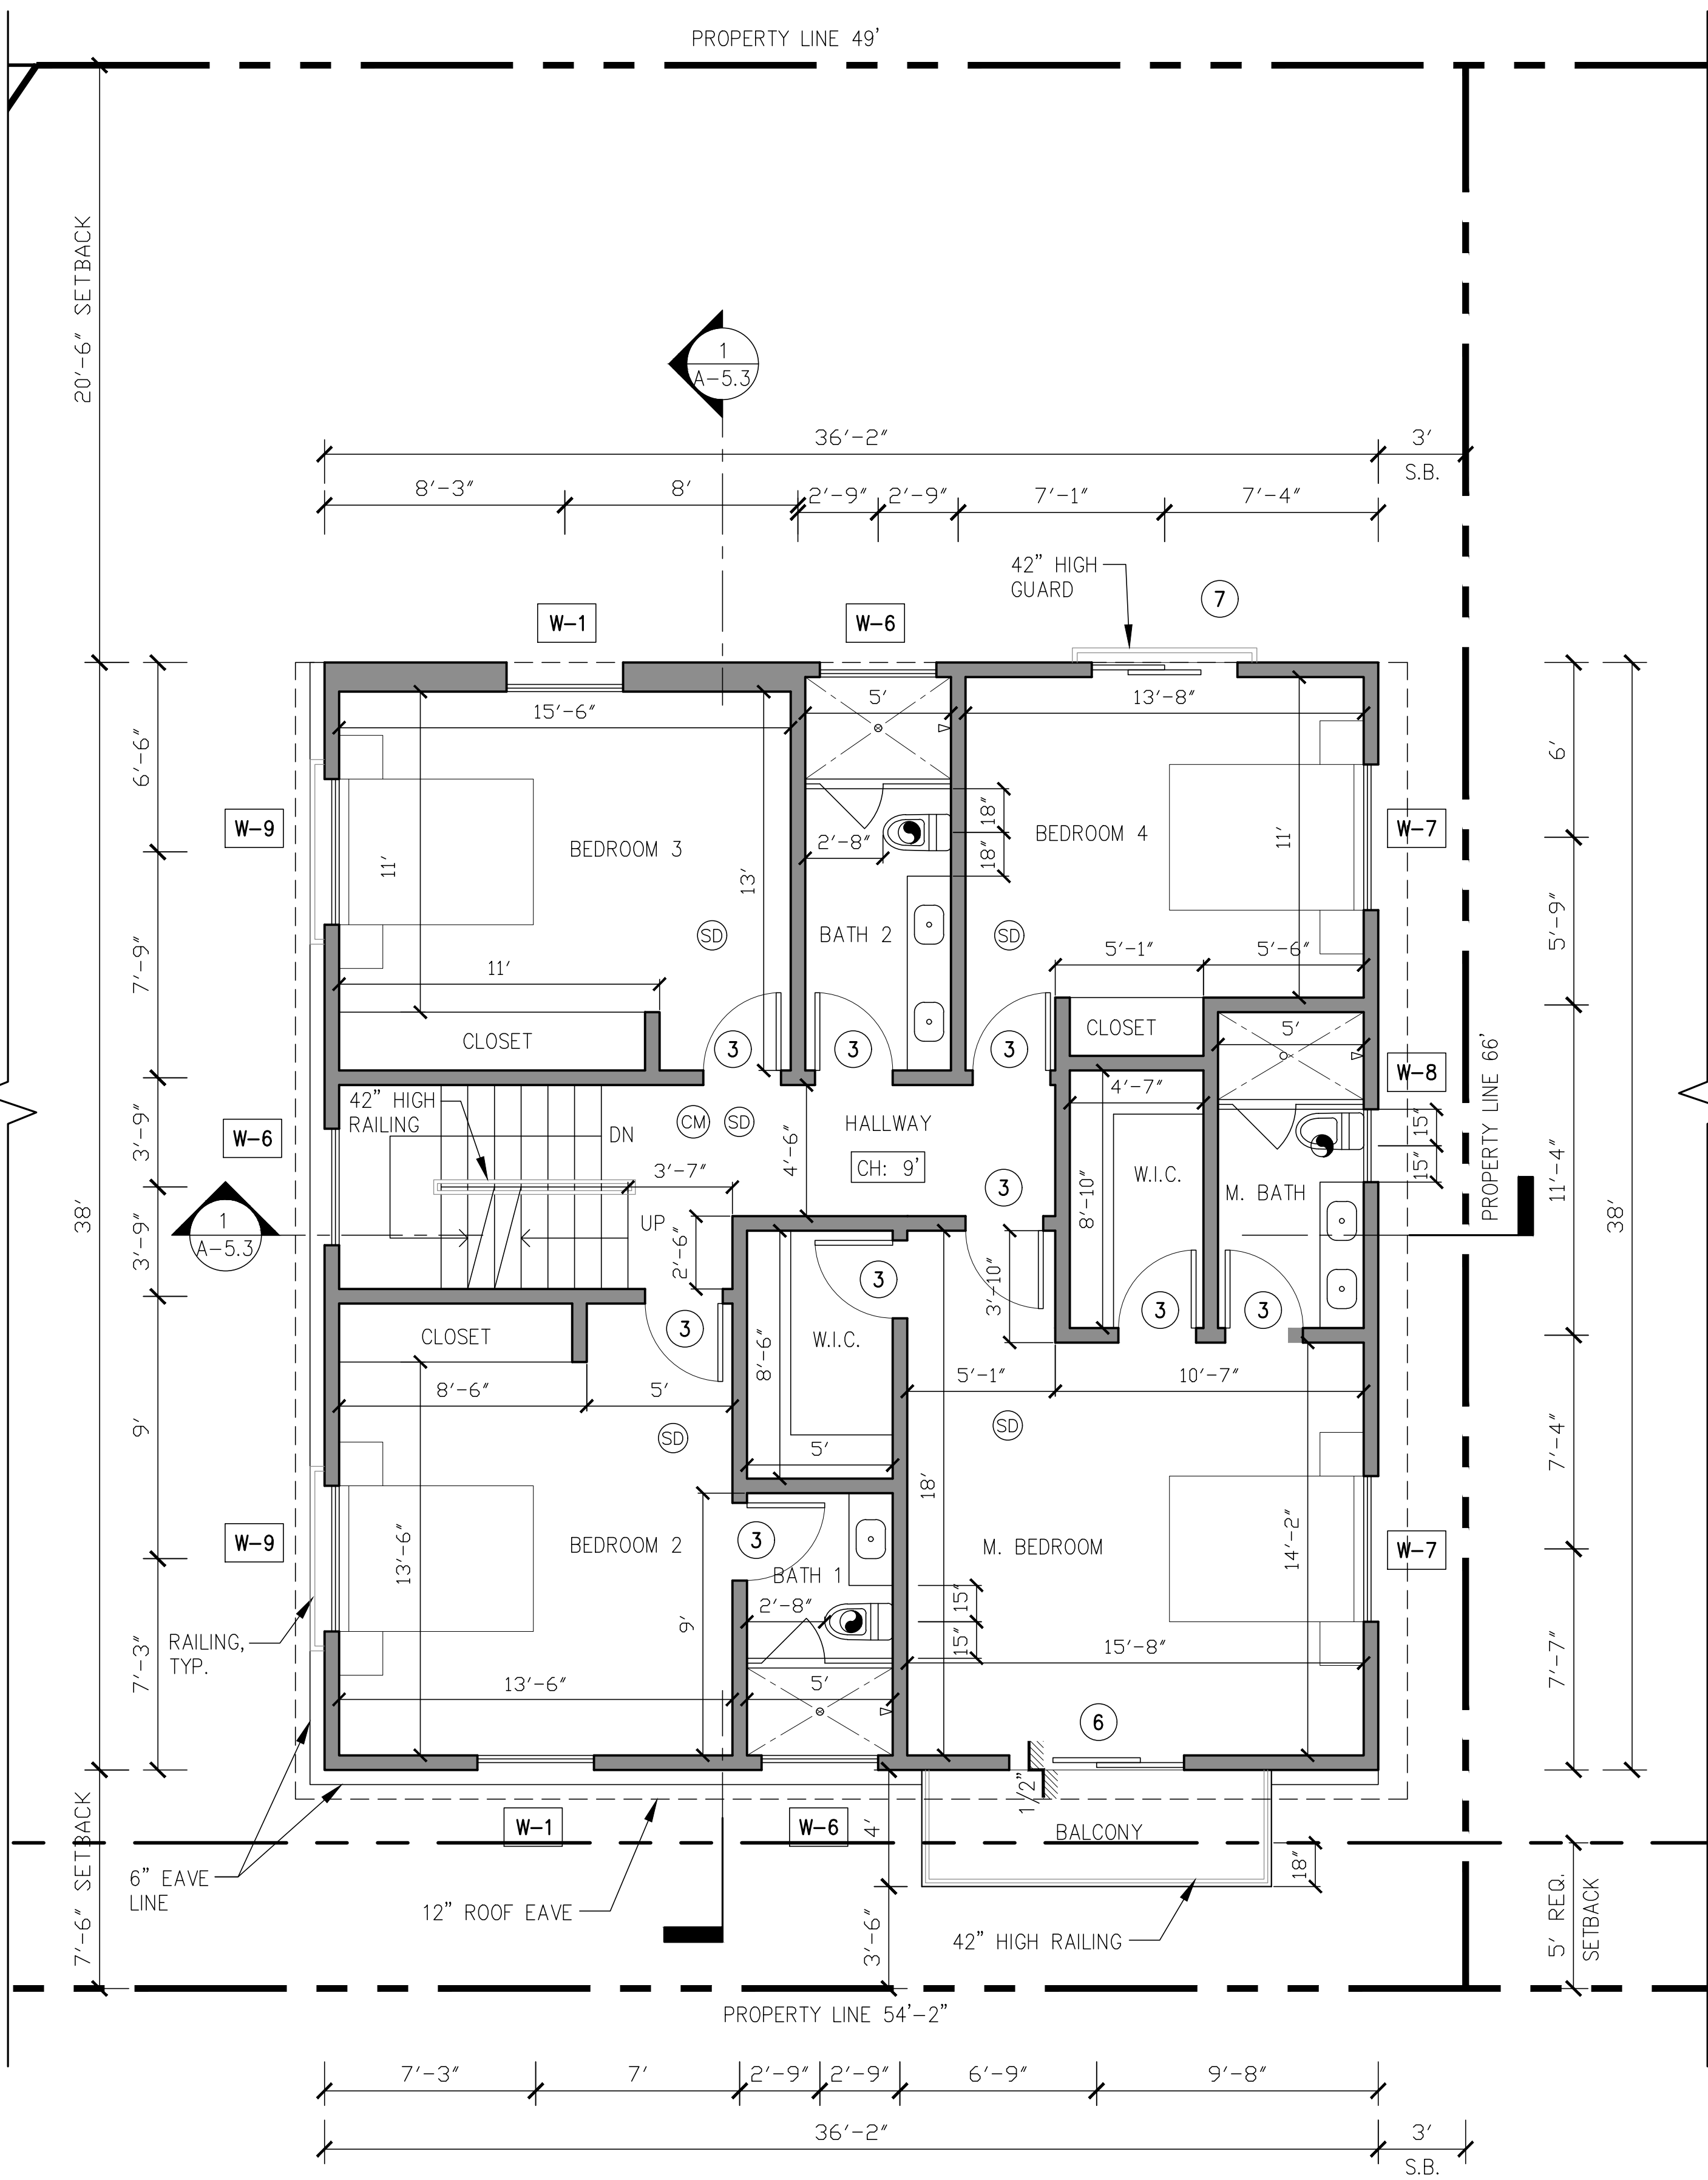 PROPERTY LINE 49'
20'-6" SETBACK
1
A-5.3
36'-2"
3'
S.B.
8'-3"
8'
2'-9"
2'-9"
7'-1"
7'-4"
42" HIGH
GUARD
7
W-1
W-6
15'-6"
5'
13'-8"
6'-6"
6'
W-9
11'
BEDROOM 3
13'
2'-8"
18"
18"
BEDROOM 4
11'
W-7
7'-9"
SD
BATH 2
SD
5'-1"
5'-6"
5'-9"
11'
CLOSET
3
3
3
CLOSET
5'
W-8
PROPERTY LINE 66'
42" HIGH
RAILING
4'-7"
W-6
3'-9"
DN
CM
SD
HALLWAY
4'-6"
CH: 9'
15"
15"
3'-7"
3
W.I.C.
8'-10"
M. BATH
11'-4"
38'
38'
1
A-5.3
3'-9"
UP
2'-6"
3
3'-10"
3
3
CLOSET
3
W.I.C.
8'-6"
8'-6"
5'
5'-1"
10'-7"
9'
SD
SD
7'-4"
5'
18'
W-9
13'-6"
BEDROOM 2
3
BATH 1
M. BEDROOM
14'-2"
W-7
2'-8"
15"
15"
9'
RAILING,
TYP.
7'-3"
15'-8"
7'-7"
13'-6"
5'
6
1/2"
W-1
W-6
4'
BALCONY
18"
7'-6" SETBACK
6" EAVE
LINE
12" ROOF EAVE
3'-6"
42" HIGH RAILING
5' REQ.
SETBACK
PROPERTY LINE 54'-2"
7'-3"
7'
2'-9"
2'-9"
6'-9"
9'-8"
36'-2"
3'
S.B.